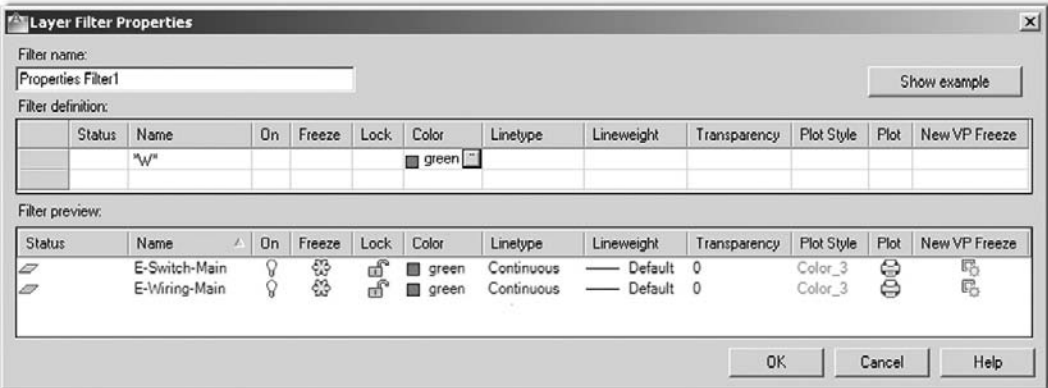 Layer Filter Properties
Filter name:
Properties Filter1
Show example
Filter definition:
Status Name On Freeze Lock Color Linetype Lineweight Transparency Plot Style Plot New VP Freeze
"W" green ...
Filter preview:
Status Name On Freeze Lock Color Linetype Lineweight Transparency Plot Style Plot New VP Freeze
E-Switch-Main green Continuous Default 0 Color_3
E-Wiring-Main green Continuous Default 0 Color_3
OK Cancel Help